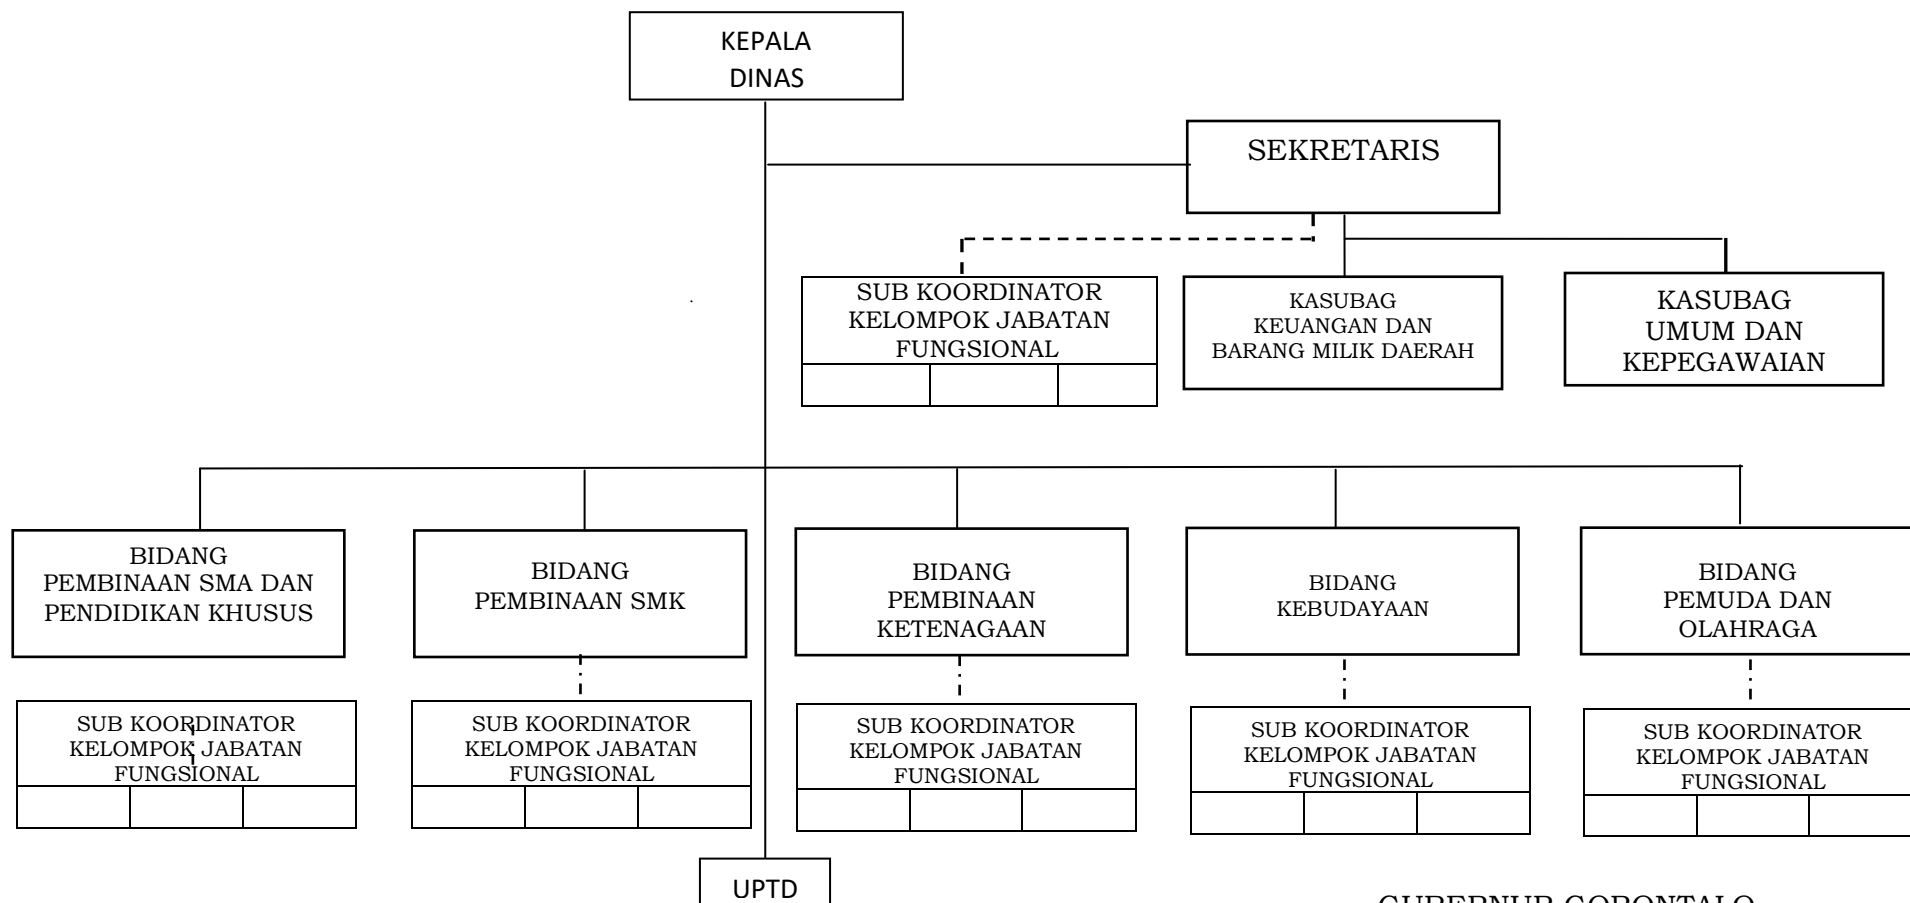 KEPALA
DINAS
SEKRETARIS
SUB KOORDINATOR
KELOMPOK JABATAN
FUNGSIONAL
KASUBAG
KEUANGAN DAN
BARANG MILIK DAERAH
KASUBAG
UMUM DAN
KEPEGAWAIAN
BIDANG
PEMBINAAN SMA DAN
PENDIDIKAN KHUSUS
BIDANG
PEMBINAAN SMK
BIDANG
PEMBINAAN
KETENAGAAN
BIDANG
KEBUDAYAAN
BIDANG
PEMUDA DAN
OLAHRAGA
SUB KOORDINATOR
KELOMPOK JABATAN
FUNGSIONAL
SUB KOORDINATOR
KELOMPOK JABATAN
FUNGSIONAL
SUB KOORDINATOR
KELOMPOK JABATAN
FUNGSIONAL
SUB KOORDINATOR
KELOMPOK JABATAN
FUNGSIONAL
SUB KOORDINATOR
KELOMPOK JABATAN
FUNGSIONAL
UPTD
GUBERNUR GORONTALO